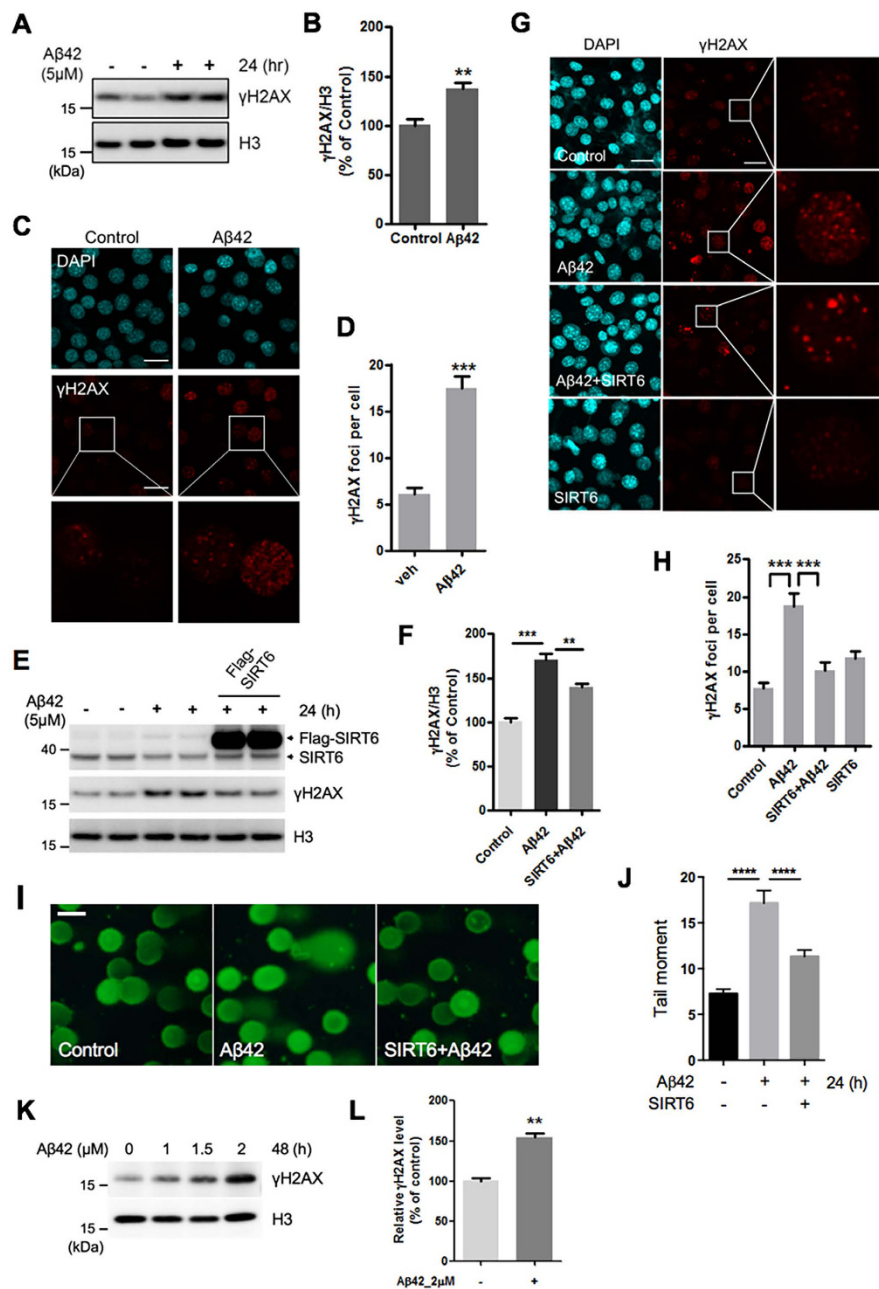 A
Aβ42
(5μM)
- - + + 24 (hr)
γH2AX
15
H3
15
(kDa)
B
γH2AX/H3
(% of Control)
200
150
100
50
0
**
Control Aβ42
C
Control Aβ42
DAPI
γH2AX
D
γH2AX foci per cell
20
15
10
5
0
***
veh
Aβ42
E
Flag-
SIRT6
Aβ42
(5μM)
- - + + + + 24 (h)
40
Flag-SIRT6
SIRT6
γH2AX
15
H3
15
F
γH2AX/H3
(% of Control)
200
150
100
50
0
*** **
Control
Aβ42
SIRT6+Aβ42
G
DAPI γH2AX
Control
Aβ42
Aβ42+SIRT6
SIRT6
H
γH2AX foci per cell
25
20
15
10
5
0
*** ***
Control
Aβ42
SIRT6+Aβ42
SIRT6
I
Control
Aβ42
SIRT6+Aβ42
J
Tail moment
20
15
10
5
0
**** ****
Aβ42 - + + 24 (h)
SIRT6 - - +
K
Aβ42 (μM) 0 1 1.5 2 48 (h)
γH2AX
15
H3
15
(kDa)
L
Relative γH2AX level
(% of control)
200
150
100
50
0
**
Aβ42_2μM - +